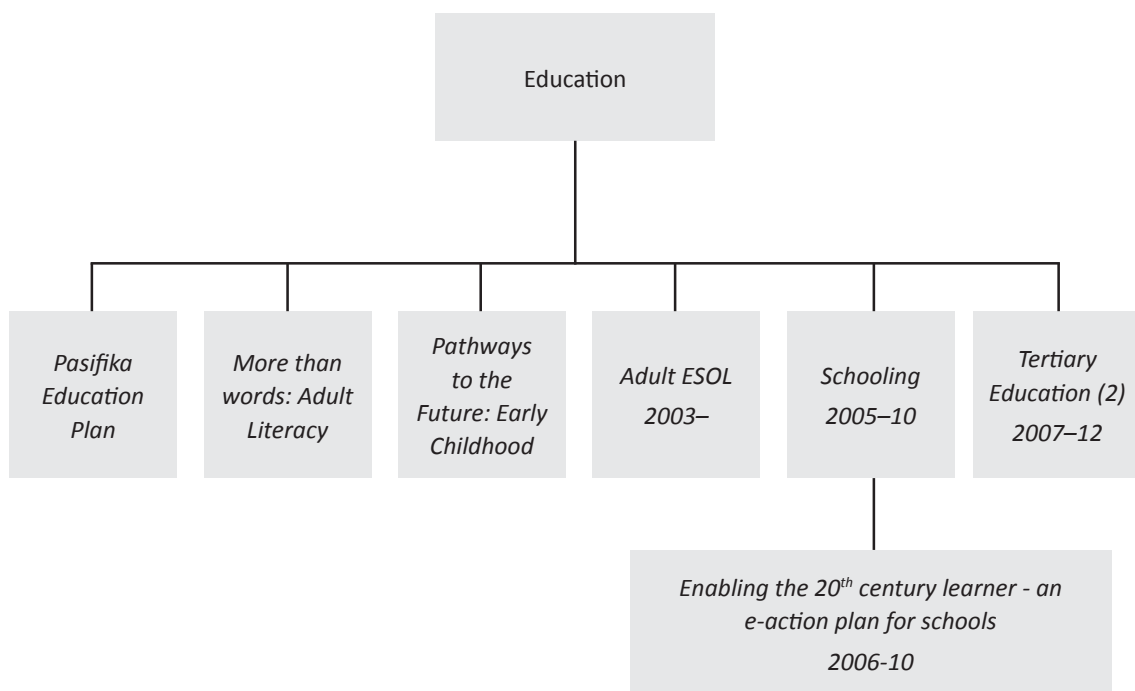 Education
Pasifika
Education
Plan
More than
words: Adult
Literacy
Pathways
to the
Future: Early
Childhood
Adult ESOL
2003–
Schooling
2005–10
Tertiary
Education (2)
2007–12
Enabling the 20th century learner - an
e-action plan for schools
2006-10